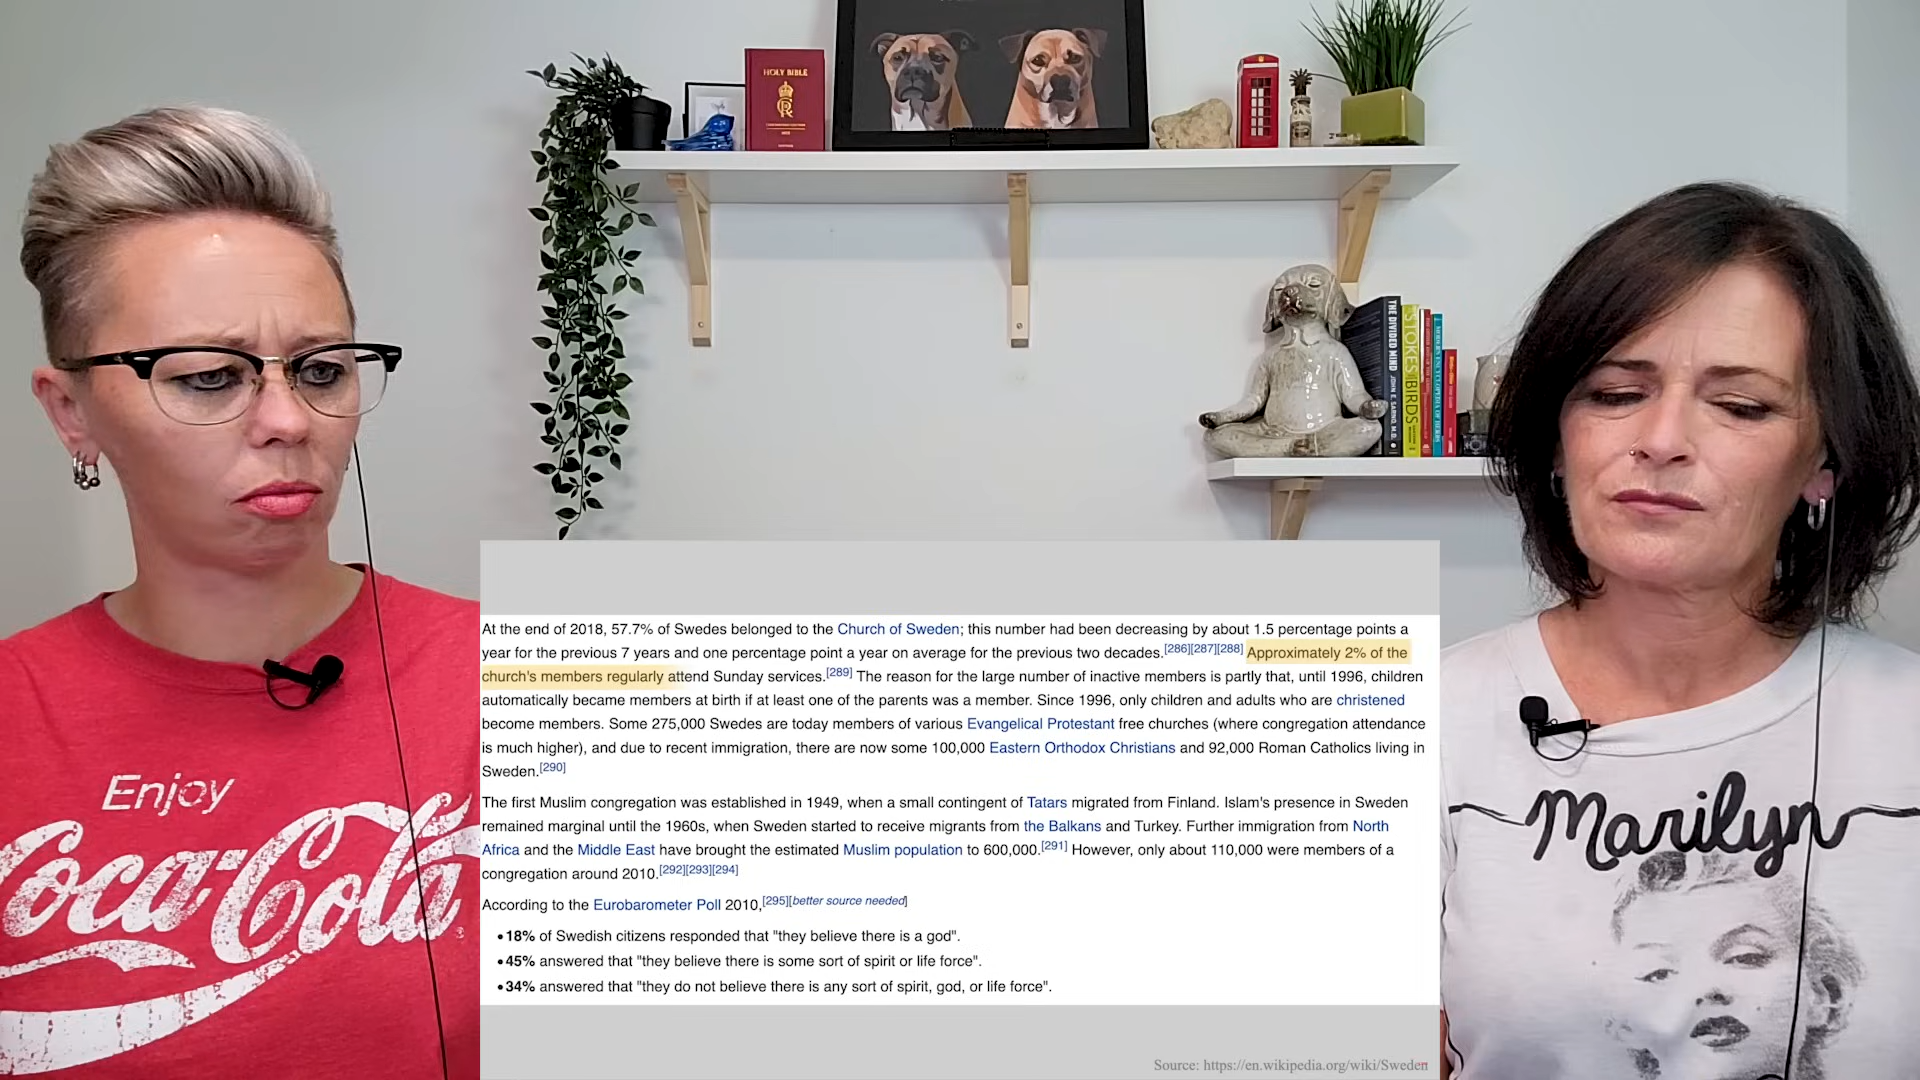 HOLY BIBLE
THE DIVIDED MIND
JOHN E. SARNO, M.D.
STOKES
BIRDS
Enjoy
Coca-Cola
Marilyn
At the end of 2018, 57.7% of Swedes belonged to the Church of Sweden; this number had been decreasing by about 1.5 percentage points a
year for the previous 7 years and one percentage point a year on average for the previous two decades.[286][287][288] Approximately 2% of the
church's members regularly attend Sunday services.[289] The reason for the large number of inactive members is partly that, until 1996, children
automatically became members at birth if at least one of the parents was a member. Since 1996, only children and adults who are christened
become members. Some 275,000 Swedes are today members of various Evangelical Protestant free churches (where congregation attendance
is much higher), and due to recent immigration, there are now some 100,000 Eastern Orthodox Christians and 92,000 Roman Catholics living in
Sweden.[290]
The first Muslim congregation was established in 1949, when a small contingent of Tatars migrated from Finland. Islam's presence in Sweden
remained marginal until the 1960s, when Sweden started to receive migrants from the Balkans and Turkey. Further immigration from North
Africa and the Middle East have brought the estimated Muslim population to 600,000.[291] However, only about 110,000 were members of a
congregation around 2010.[292][293][294]
According to the Eurobarometer Poll 2010,[295][better source needed]
• 18% of Swedish citizens responded that "they believe there is a god".
• 45% answered that "they believe there is some sort of spirit or life force".
• 34% answered that "they do not believe there is any sort of spirit, god, or life force".
Source: https://en.wikipedia.org/wiki/Sweden